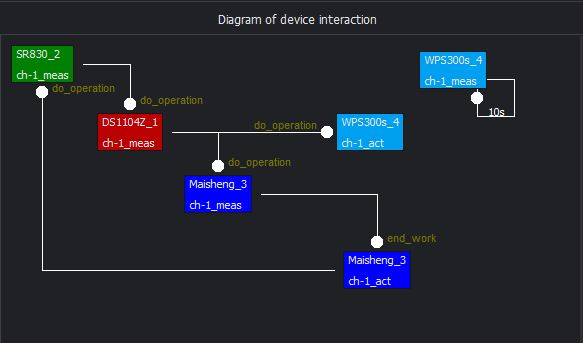 Diagram of device interaction
SR830_2
ch-1_meas
WPS300s_4
ch-1_meas
do_operation
10s
DS1104Z_1
ch-1_meas
do_operation
WPS300s_4
ch-1_act
do_operation
Maisheng_3
ch-1_meas
end_work
Maisheng_3
ch-1_act